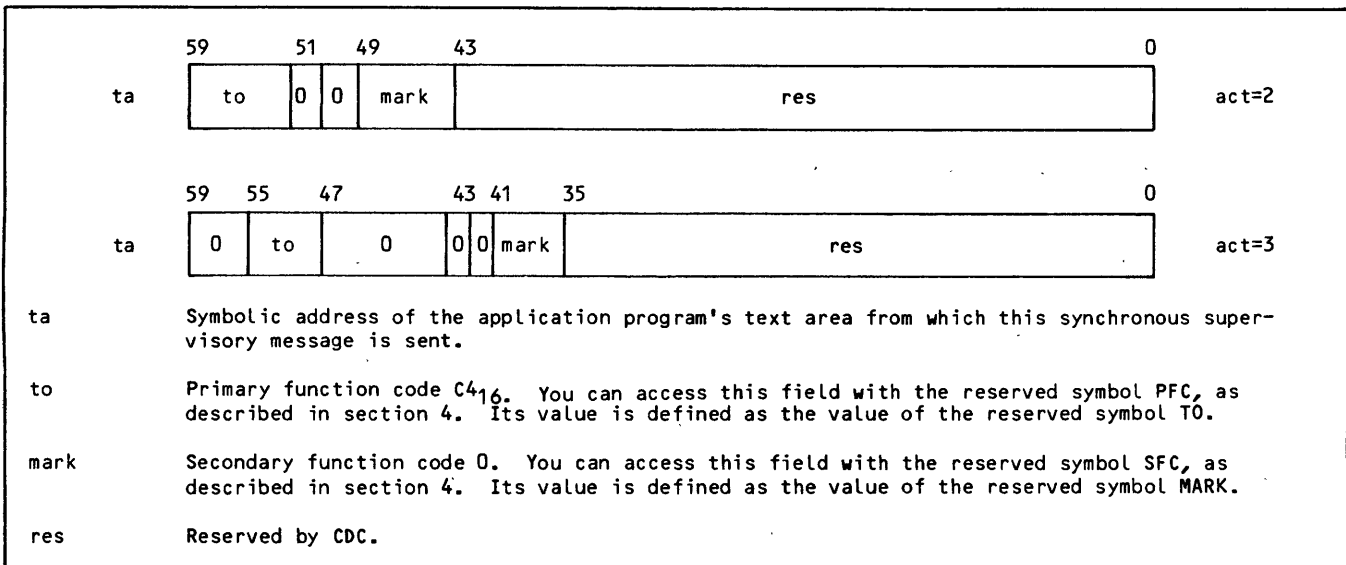 59 51 49 43 0
ta to 0 0 mark res act=2
59 55 47 43 41 35 0
ta 0 to 0 0 0 mark res act=3
ta Symbolic address of the application program's text area from which this synchronous super-
visory message is sent.
to Primary function code C4₁₆. You can access this field with the reserved symbol PFC, as
described in section 4. Its value is defined as the value of the reserved symbol TO.
mark Secondary function code 0. You can access this field with the reserved symbol SFC, as
described in section 4. Its value is defined as the value of the reserved symbol MARK.
res Reserved by CDC.